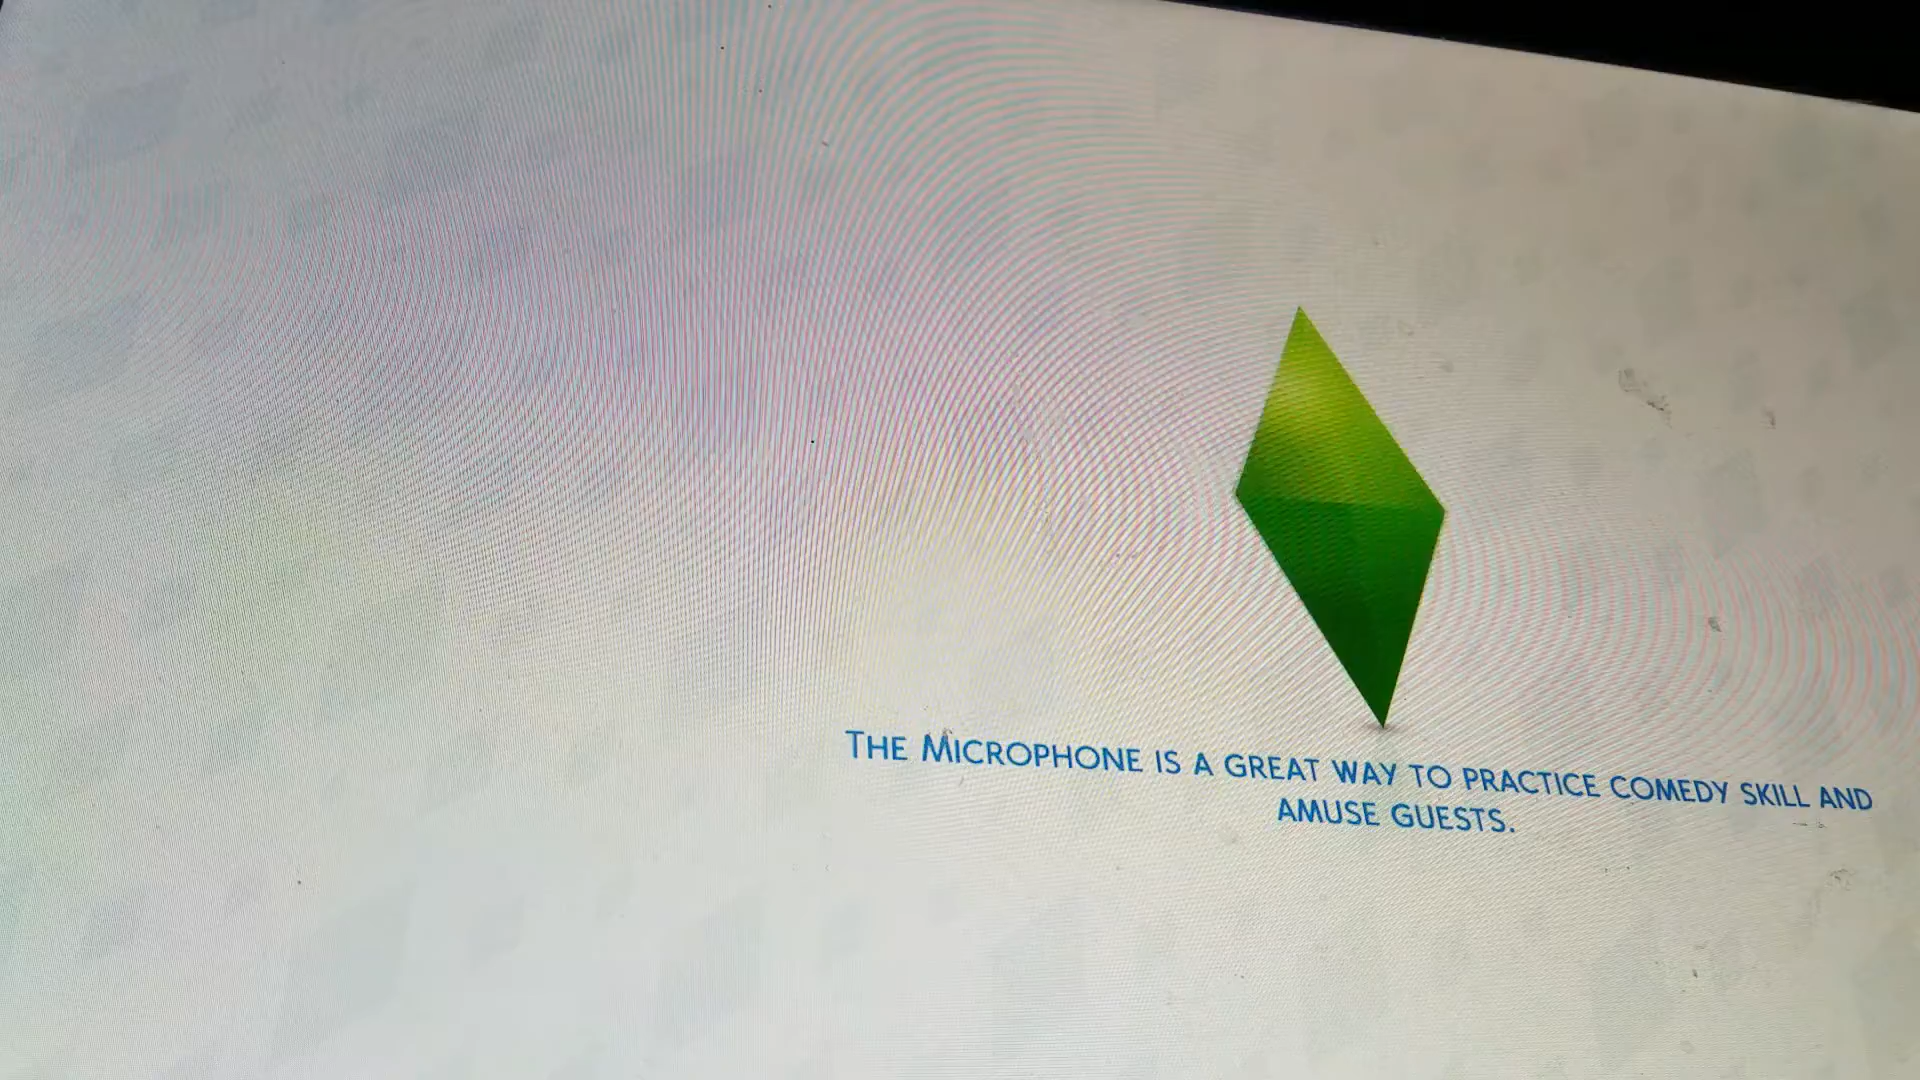 The Microphone is a great way to practice comedy skill and
amuse guests.